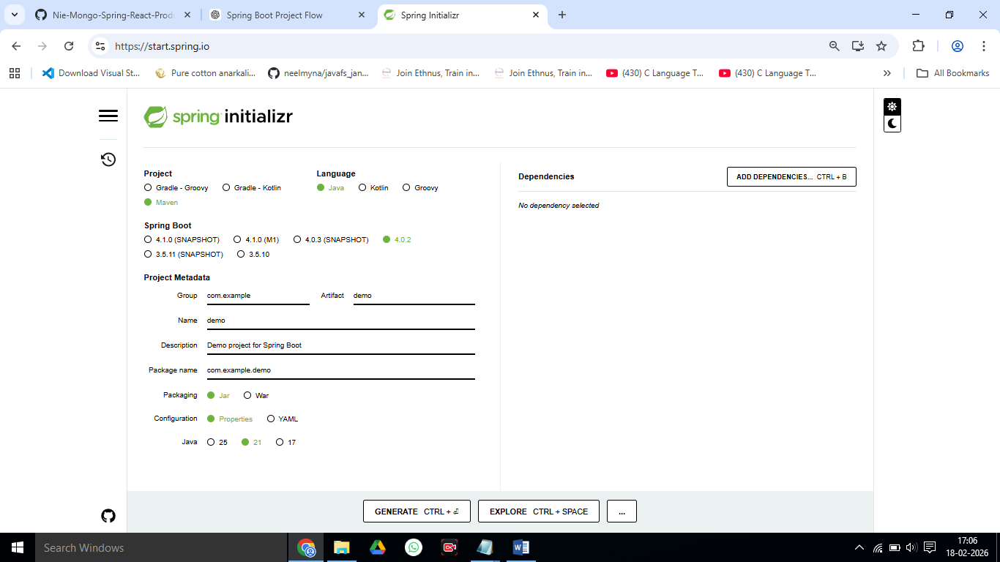 Nie-Mongo-Spring-React-Prod
Spring Boot Project Flow
Spring Initializr
https://start.spring.io
Download Visual St...
Pure cotton anarkali...
neelmyna/javafs_jan...
Join Ethnus, Train in...
Join Ethnus, Train in...
(430) C Language T...
(430) C Language T...
All Bookmarks
spring initializr
Project
Gradle - Groovy
Gradle - Kotlin
Maven
Language
Java
Kotlin
Groovy
Spring Boot
4.1.0 (SNAPSHOT)
4.1.0 (M1)
4.0.3 (SNAPSHOT)
4.0.2
3.5.11 (SNAPSHOT)
3.5.10
Project Metadata
Group com.example
Artifact demo
Name demo
Description Demo project for Spring Boot
Package name com.example.demo
Packaging Jar War
Configuration Properties YAML
Java 25 21 17
Dependencies
ADD DEPENDENCIES... CTRL + B
No dependency selected
GENERATE CTRL + ⏎
EXPLORE CTRL + SPACE
...
Search Windows
17:06
18-02-2026